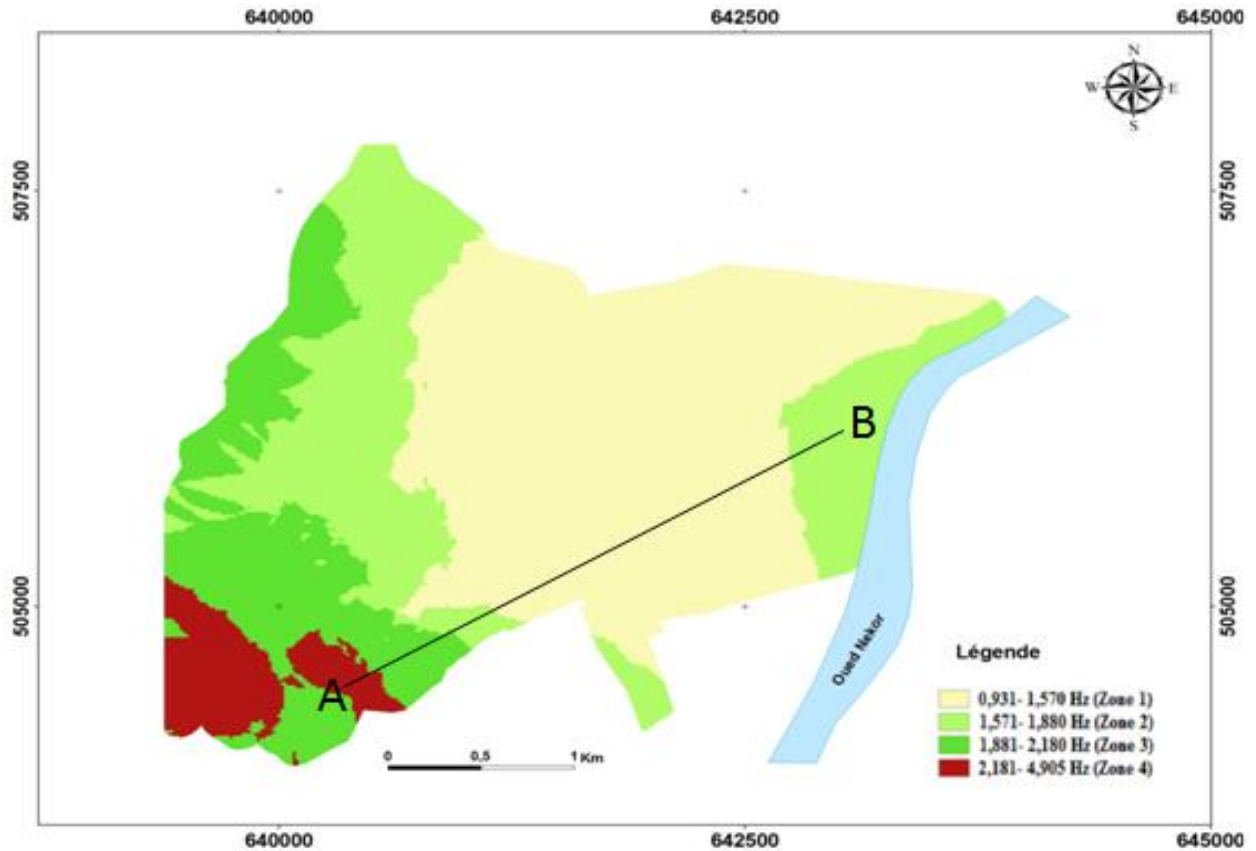 640000 642500 645000
N
W E
S
507500 507500
B
A
505000 505000
Oued Nekor
Légende
0,931- 1,570 Hz (Zone 1)
1,571- 1,880 Hz (Zone 2)
1,881- 2,180 Hz (Zone 3)
2,181- 4,905 Hz (Zone 4)
0 0,5 1 Km
640000 642500 645000